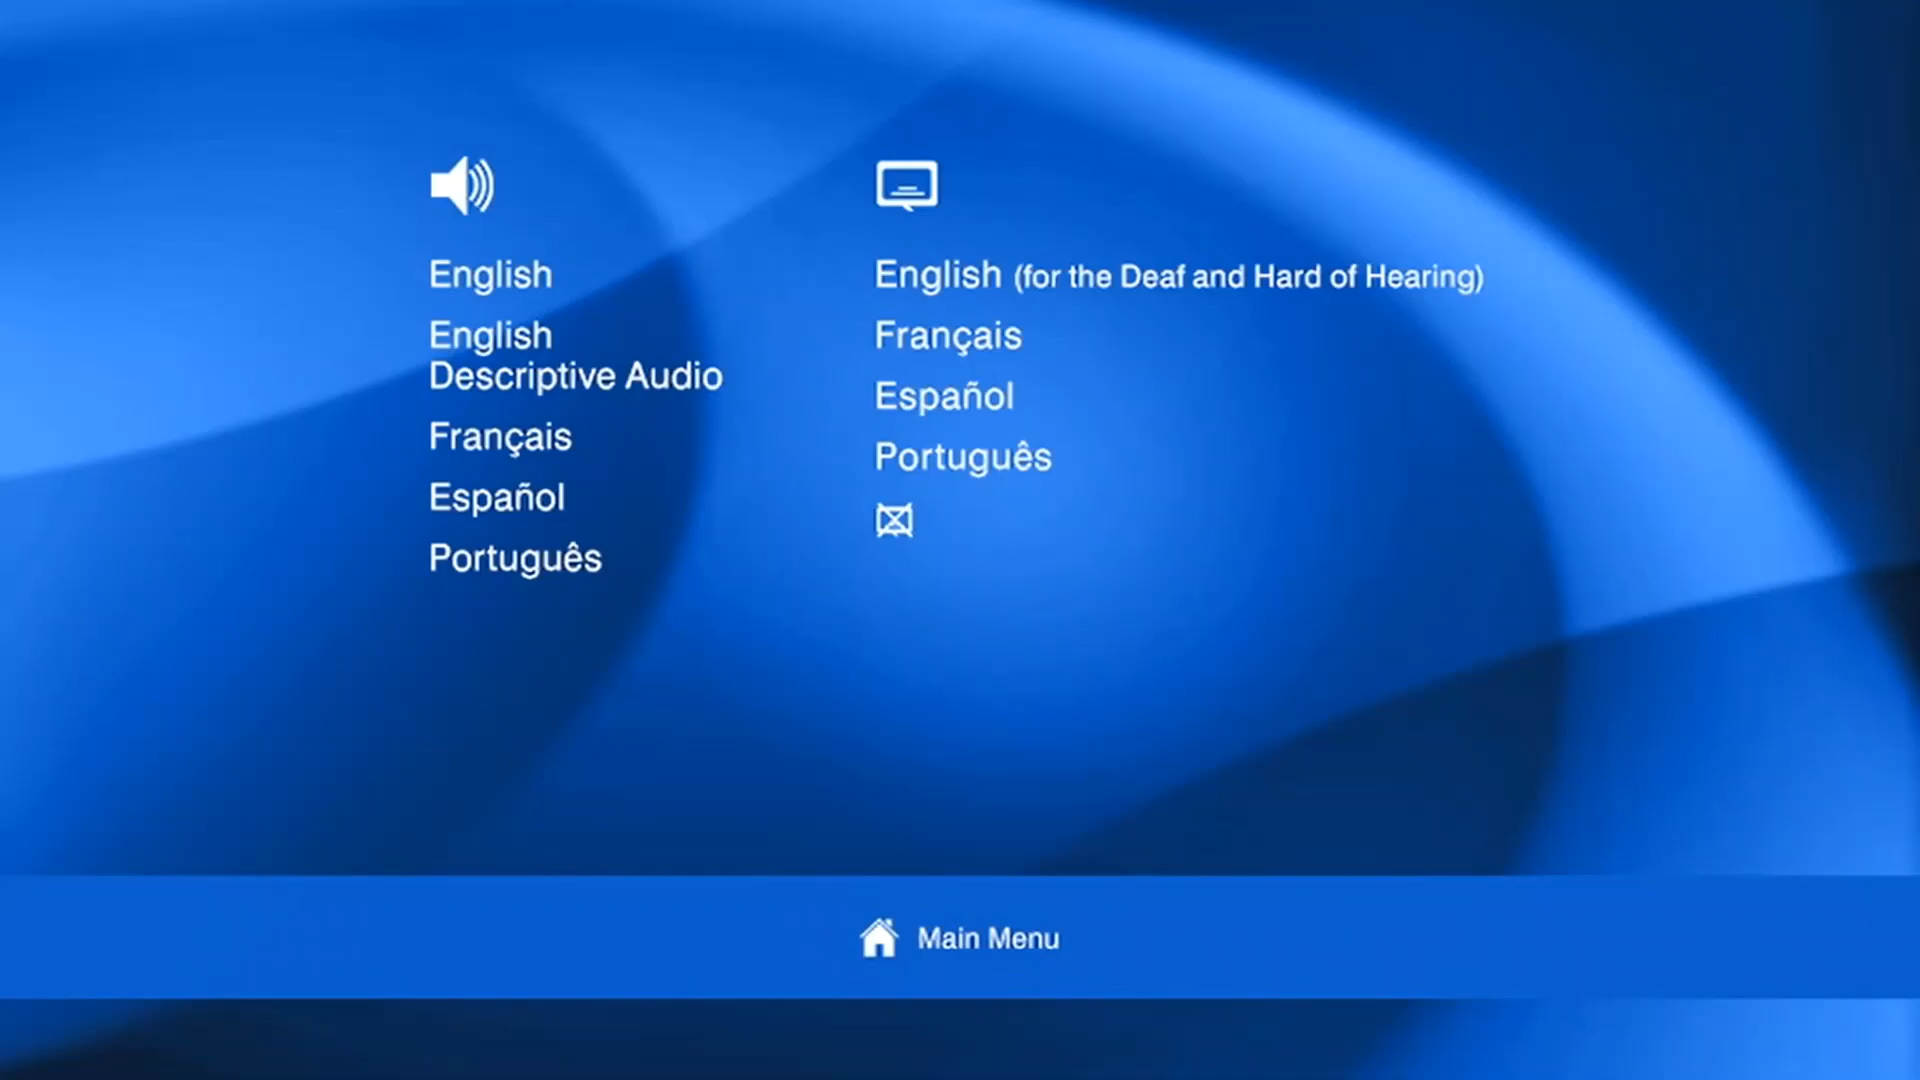 English
English
Descriptive Audio
Français
Español
Português
English (for the Deaf and Hard of Hearing)
Français
Español
Português
Main Menu